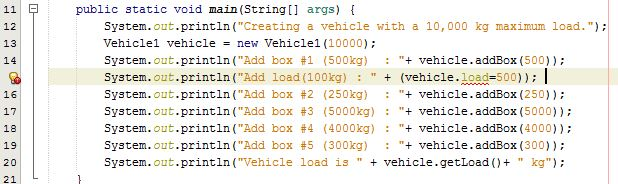 11 public static void main(String[] args) {
12 System.out.println("Creating a vehicle with a 10,000 kg maximum load.");
13 Vehicle1 vehicle = new Vehicle1(10000);
14 System.out.println("Add box #1 (500kg) : "+ vehicle.addBox(500));
System.out.println("Add load(100kg) : " + (vehicle.load=500));
16 System.out.println("Add box #2 (250kg) : "+ vehicle.addBox(250));
17 System.out.println("Add box #3 (5000kg) : "+ vehicle.addBox(5000));
18 System.out.println("Add box #4 (4000kg) : "+ vehicle.addBox(4000));
19 System.out.println("Add box #5 (300kg) : "+ vehicle.addBox(300));
20 System.out.println("Vehicle load is " + vehicle.getLoad()+ " kg");
21 }